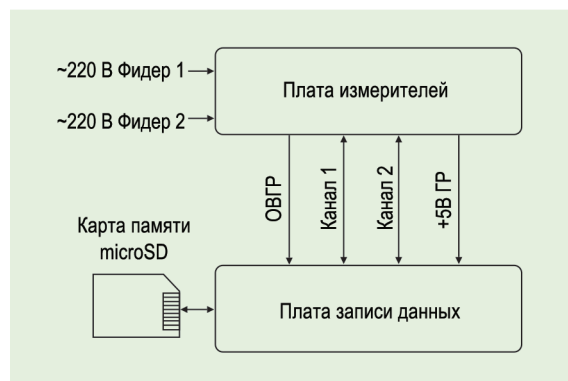 ~220 В Фидер 1
Плата измерителей
~220 В Фидер 2
ОВГР
Канал 1
Канал 2
+5В ГР
Карта памяти
microSD
Плата записи данных